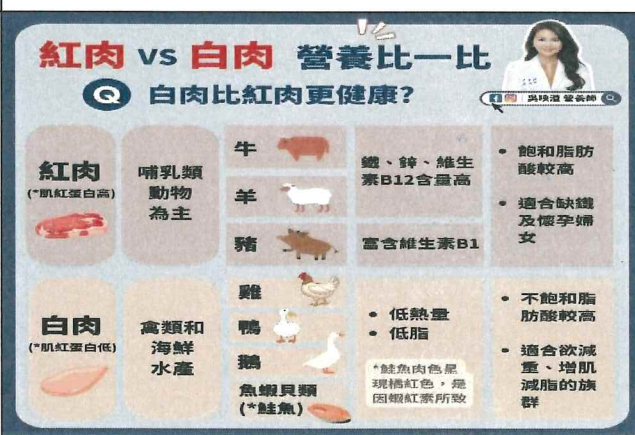 紅肉 vs 白肉 營養比一比
Q 白肉比紅肉更健康?
吳映澄 營養師
紅肉
(*肌紅蛋白高)
哺乳類
動物
為主
牛
羊
豬
鐵、鋅、維生
素B12含量高
富含維生素B1
• 飽和脂肪
酸較高
• 適合缺鐵
及懷孕婦
女
白肉
(*肌紅蛋白低)
禽類和
海鮮
水產
雞
鴨
鵝
魚蝦貝類
(*鮭魚)
• 低熱量
• 低脂
*鮭魚肉色呈
現橘紅色,是
因蝦紅素所致
• 不飽和脂
肪酸較高
• 適合欲減
重、增肌
減脂的族
群